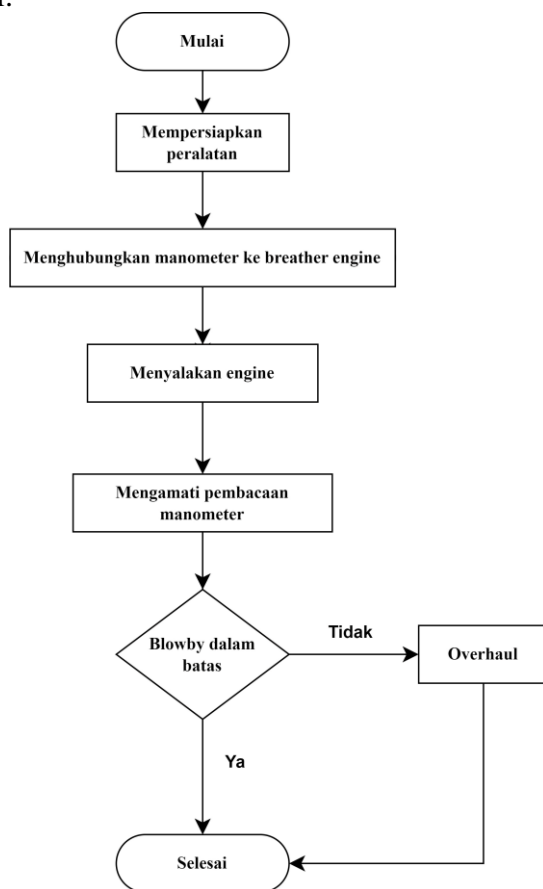 Mulai
Mempersiapkan
peralatan
Menghubungkan manometer ke breather engine
Menyalakan engine
Mengamati pembacaan
manometer
Blowby dalam
batas
Tidak
Overhaul
Ya
Selesai